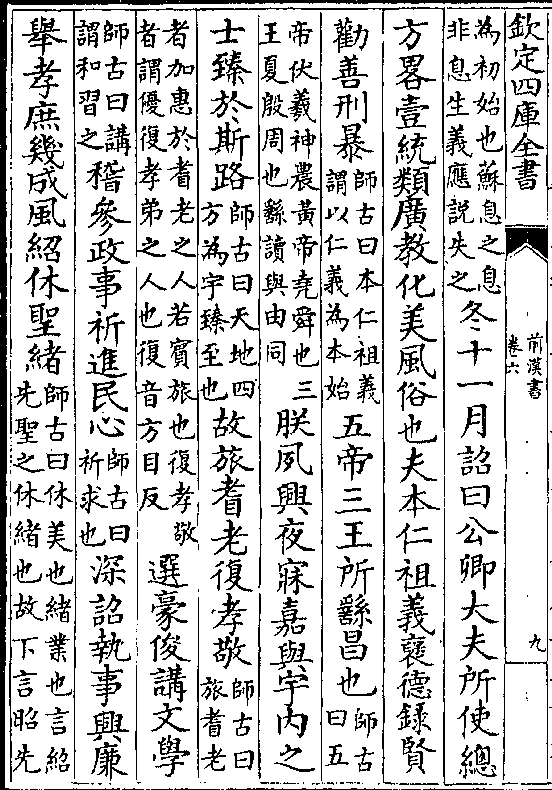 欽定四庫全書
前漢書
卷六
九
為初始也蘇息之息
非息生義應説失之
冬十一月詔曰公卿大夫所使總
方畧壹統類廣教化美風俗也夫本仁祖義褒德録賢
勸善刑暴
師古曰本仁祖義
謂以仁義為本始
五帝三王所繇昌也
師古
曰五
帝伏羲神農黃帝堯舜也三
王夏殷周也繇讀與由同
朕夙興夜寐嘉與宇内之
士臻於斯路
師古曰天地四
方為宇臻至也
故旅耆老復孝敬
師古曰
旅耆老
者加惠於耆老之人若賓旅也復孝敬
者謂優復孝弟之人也復音方目反
選豪俊講文學
師古曰講
謂和習之
稽參政事祈進民心
師古曰
祈求也
深詔執事興廉
舉孝庶幾成風紹休聖緒
師古曰休美也緒業也言紹
先聖之休緒也故下言昭先